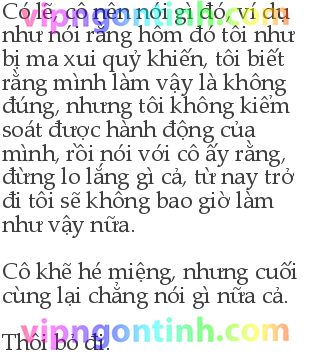 Có lẽ, cô nên nói gì đó, ví dụ
như nói rằng hôm đó tôi như
bị ma xui quỷ khiến, tôi biết
rằng mình làm vậy là không
đúng, nhưng tôi không kiểm
soát được hành động của
mình, rồi nói với cô ấy rằng,
đừng lo lắng gì cả, từ nay trở
đi tôi sẽ không bao giờ làm
như vậy nữa.
Cô khẽ hé miệng, nhưng cuối
cùng lại chẳng nói gì nữa cả.
Thôi bỏ đi.
vipngontinh.com
vipngontinh.com